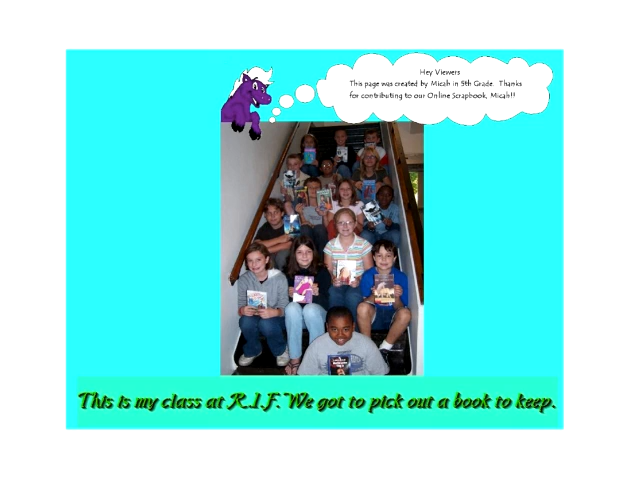 Hey Viewers
This page was created by Micah in 5th Grade. Thanks
for contributing to our Online Scrapbook, Micah!!
This is my class at R.I.F. We got to pick out a book to keep.